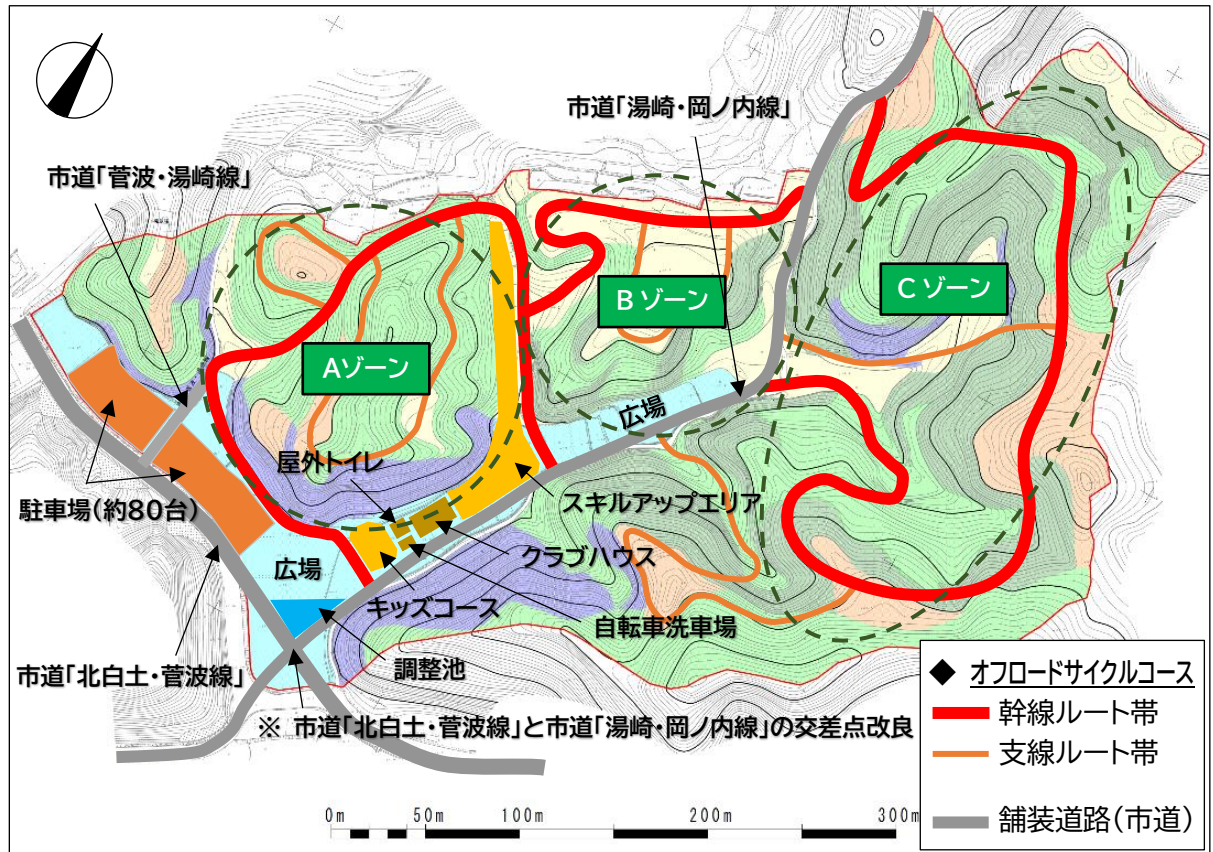 市道「湯崎・岡ノ内線」
市道「菅波・湯崎線」
Bゾーン
Cゾーン
Aゾーン
広場
屋外トイレ
スキルアップエリア
駐車場(約80台)
クラブハウス
広場
キッズコース
自転車洗車場
市道「北白土・菅波線」
調整池
※ 市道「北白土・菅波線」と市道「湯崎・岡ノ内線」の交差点改良
◆ オフロードサイクルコース
幹線ルート帯
支線ルート帯
舗装道路(市道)
0m 50m 100m 200m 300m